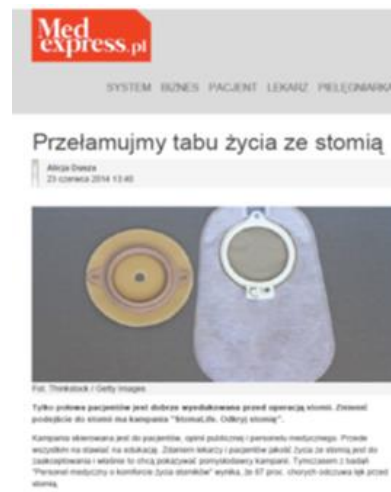 Med
express.pl
SYSTEM BIZNES PACJENT LEKARZ PIELĘGNIARKA
Przełamujmy tabu życia ze stomią
Alicja Dusza
23 czerwca 2014 13:40
Fot. Thinkstock / Getty Images
Tylko połowa pacjentów jest dobrze wyedukowana przed operacją stomii. Zmienić
podejście do stomii ma kampania "StomaLife. Odkryj stomię".
Kampania skierowana jest do pacjentów, opinii publicznej i personelu medycznego. Przede
wszystkim na stawiać na edukację. Zdaniem lekarzy i pacjentów jakość życia ze stomią jest do
zaakceptowania i właśnie to chcą pokazywać pomysłodawcy kampanii. Tymczasem z badań
"Personel medyczny o komforcie życia stomików" wynika, że 67 proc. chorych odczuwa lęk przed
stomią.